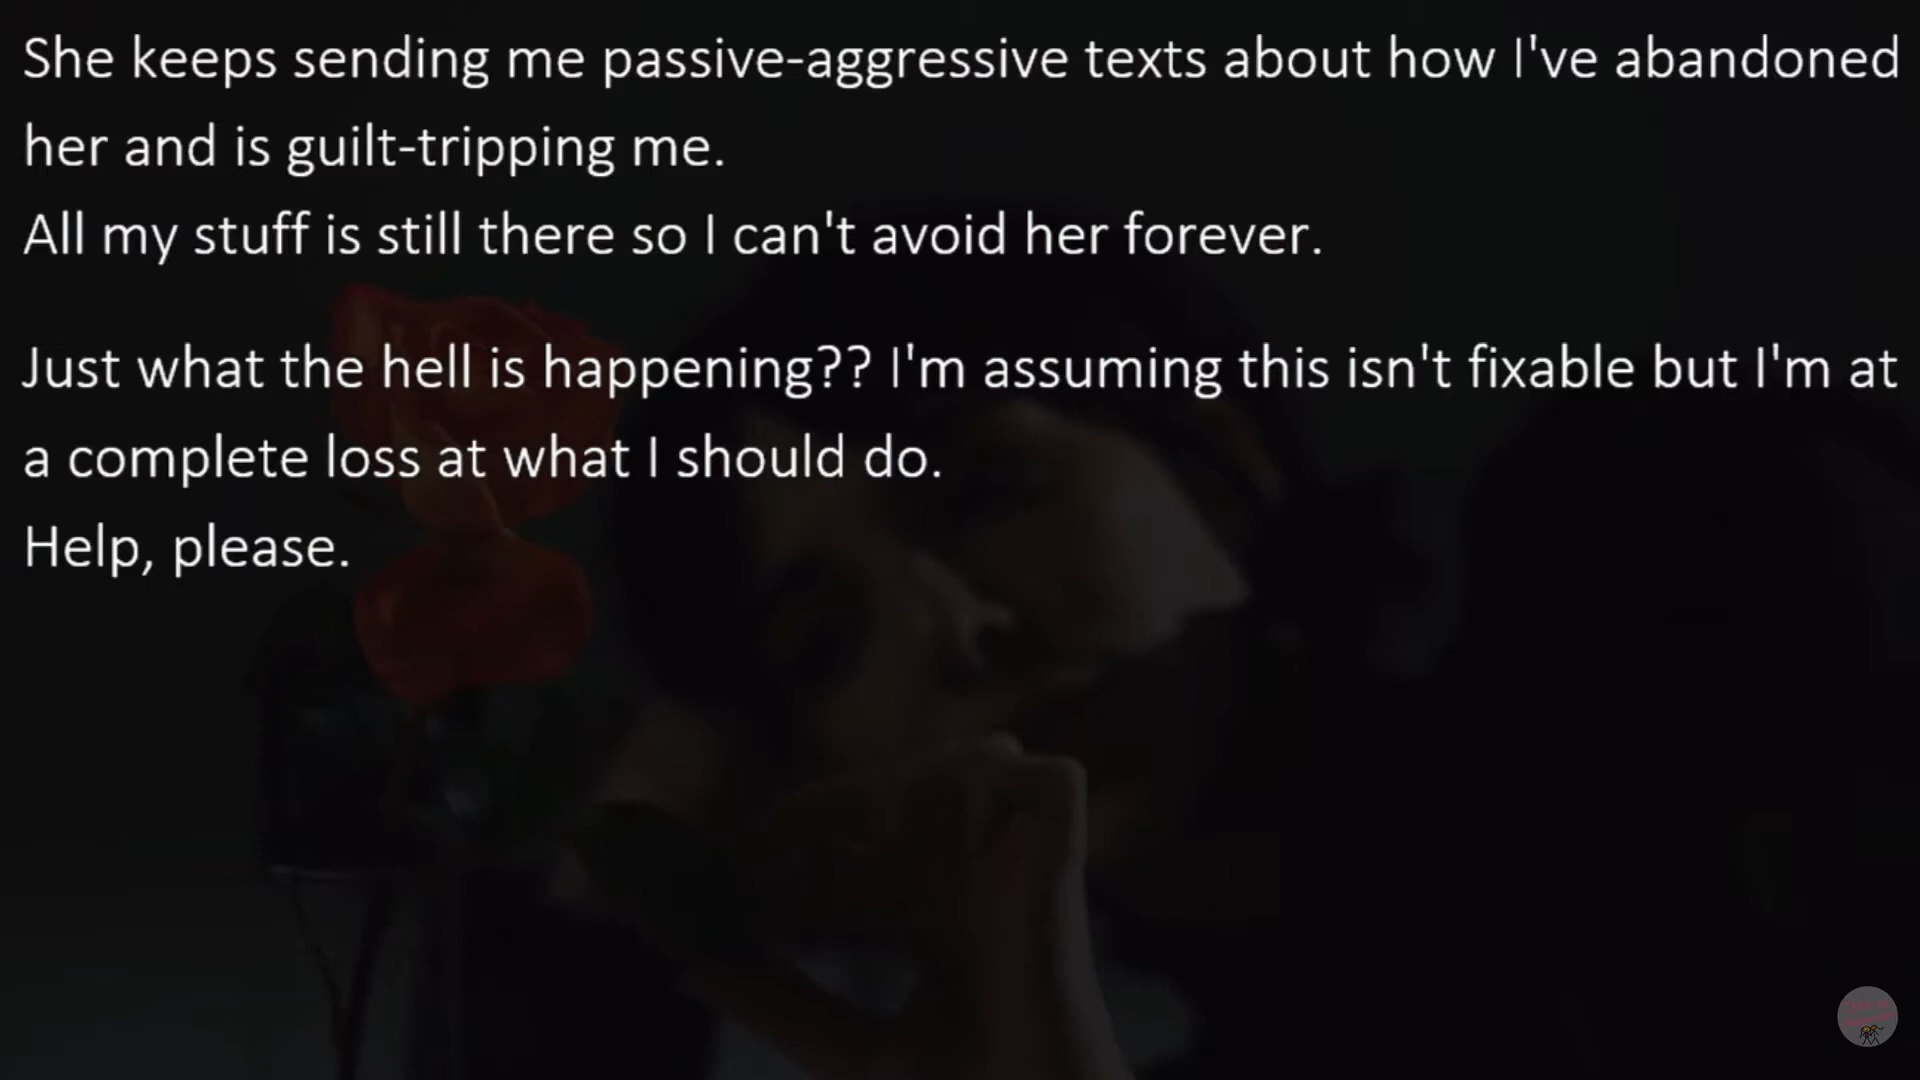 She keeps sending me passive-aggressive texts about how I've abandoned
her and is guilt-tripping me.
All my stuff is still there so I can't avoid her forever.
Just what the hell is happening?? I'm assuming this isn't fixable but I'm at
a complete loss at what I should do.
Help, please.